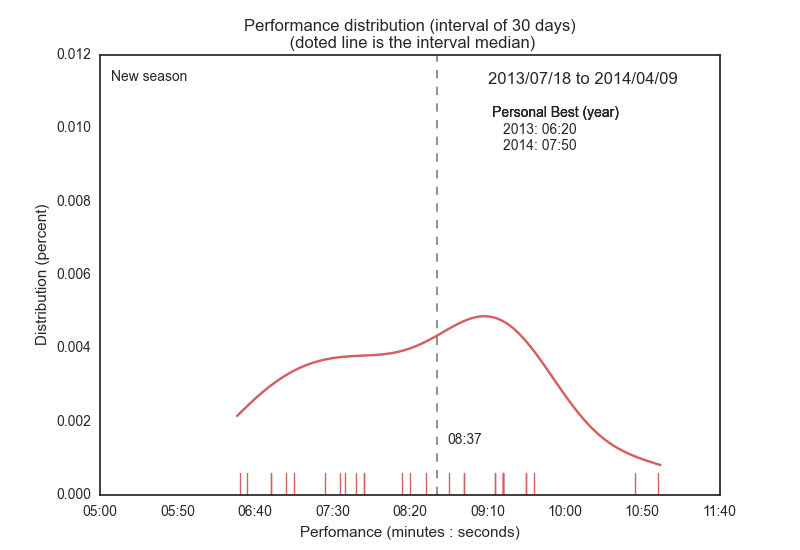 Performance distribution (interval of 30 days)
(doted line is the interval median)
0.012
New season
2013/07/18 to 2014/04/09
Personal Best (year)
2013: 06:20
2014: 07:50
0.010
0.008
0.006
0.004
0.002
0.000
Distribution (percent)
08:37
05:00 05:50 06:40 07:30 08:20 09:10 10:00 10:50 11:40
Perfomance (minutes : seconds)